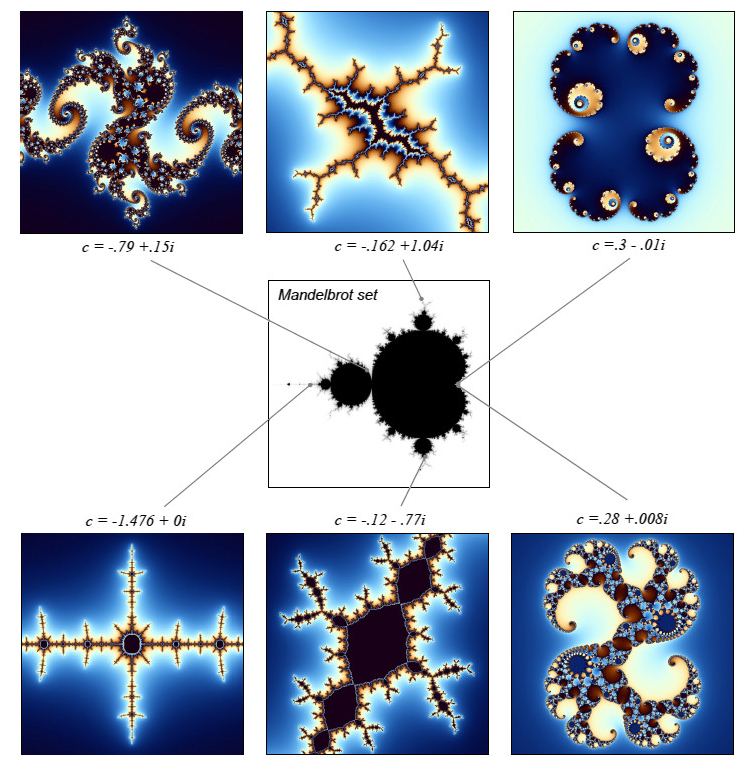 c = -.79 +.15i
c = -.162 +1.04i
c =.3 - .01i
Mandelbrot set
c = -1.476 + 0i
c = -.12 - .77i
c =.28 +.008i